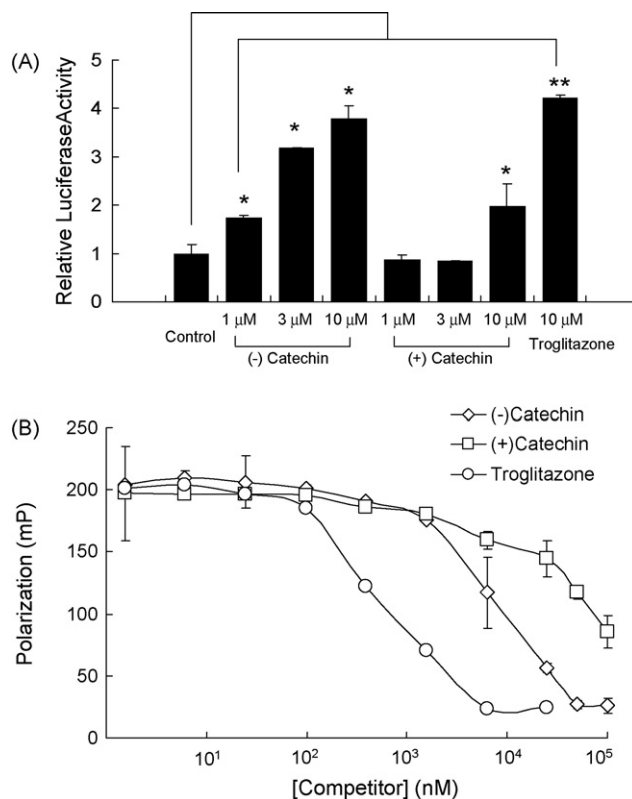 (A)
Relative LuciferaseActivity
5
4
3
2
1
0
*
*
*
*
**
1 μM
3 μM
10 μM
1 μM
3 μM
10 μM
10 μM
Control
(-) Catechin
(+) Catechin
Troglitazone
(B)
Polarization (mP)
250
200
150
100
50
0
(-)Catechin
(+)Catechin
Troglitazone
10¹
10²
10³
10⁴
10⁵
[Competitor] (nM)